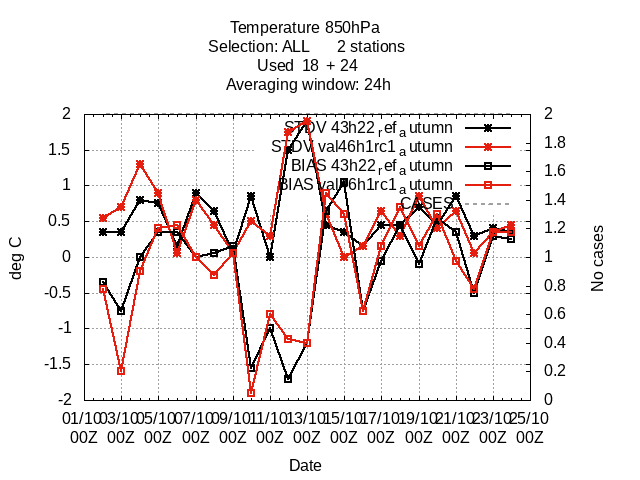 Temperature 850hPa
Selection: ALL 2 stations
Used 18 + 24
Averaging window: 24h
STDV 43h22refautumn
STDV val46h1rc1autumn
BIAS 43h22refautumn
BIAS val46h1rc1autumn
CASES
2
1.5
1
0.5
0
-0.5
-1
-1.5
-2
deg C
2
1.8
1.6
1.4
1.2
1
0.8
0.6
0.4
0.2
0
No cases
01/10 03/10 05/10 07/10 09/10 11/10 13/10 15/10 17/10 19/10 21/10 23/10 25/10
00Z 00Z 00Z 00Z 00Z 00Z 00Z 00Z 00Z 00Z 00Z 00Z 00Z
Date